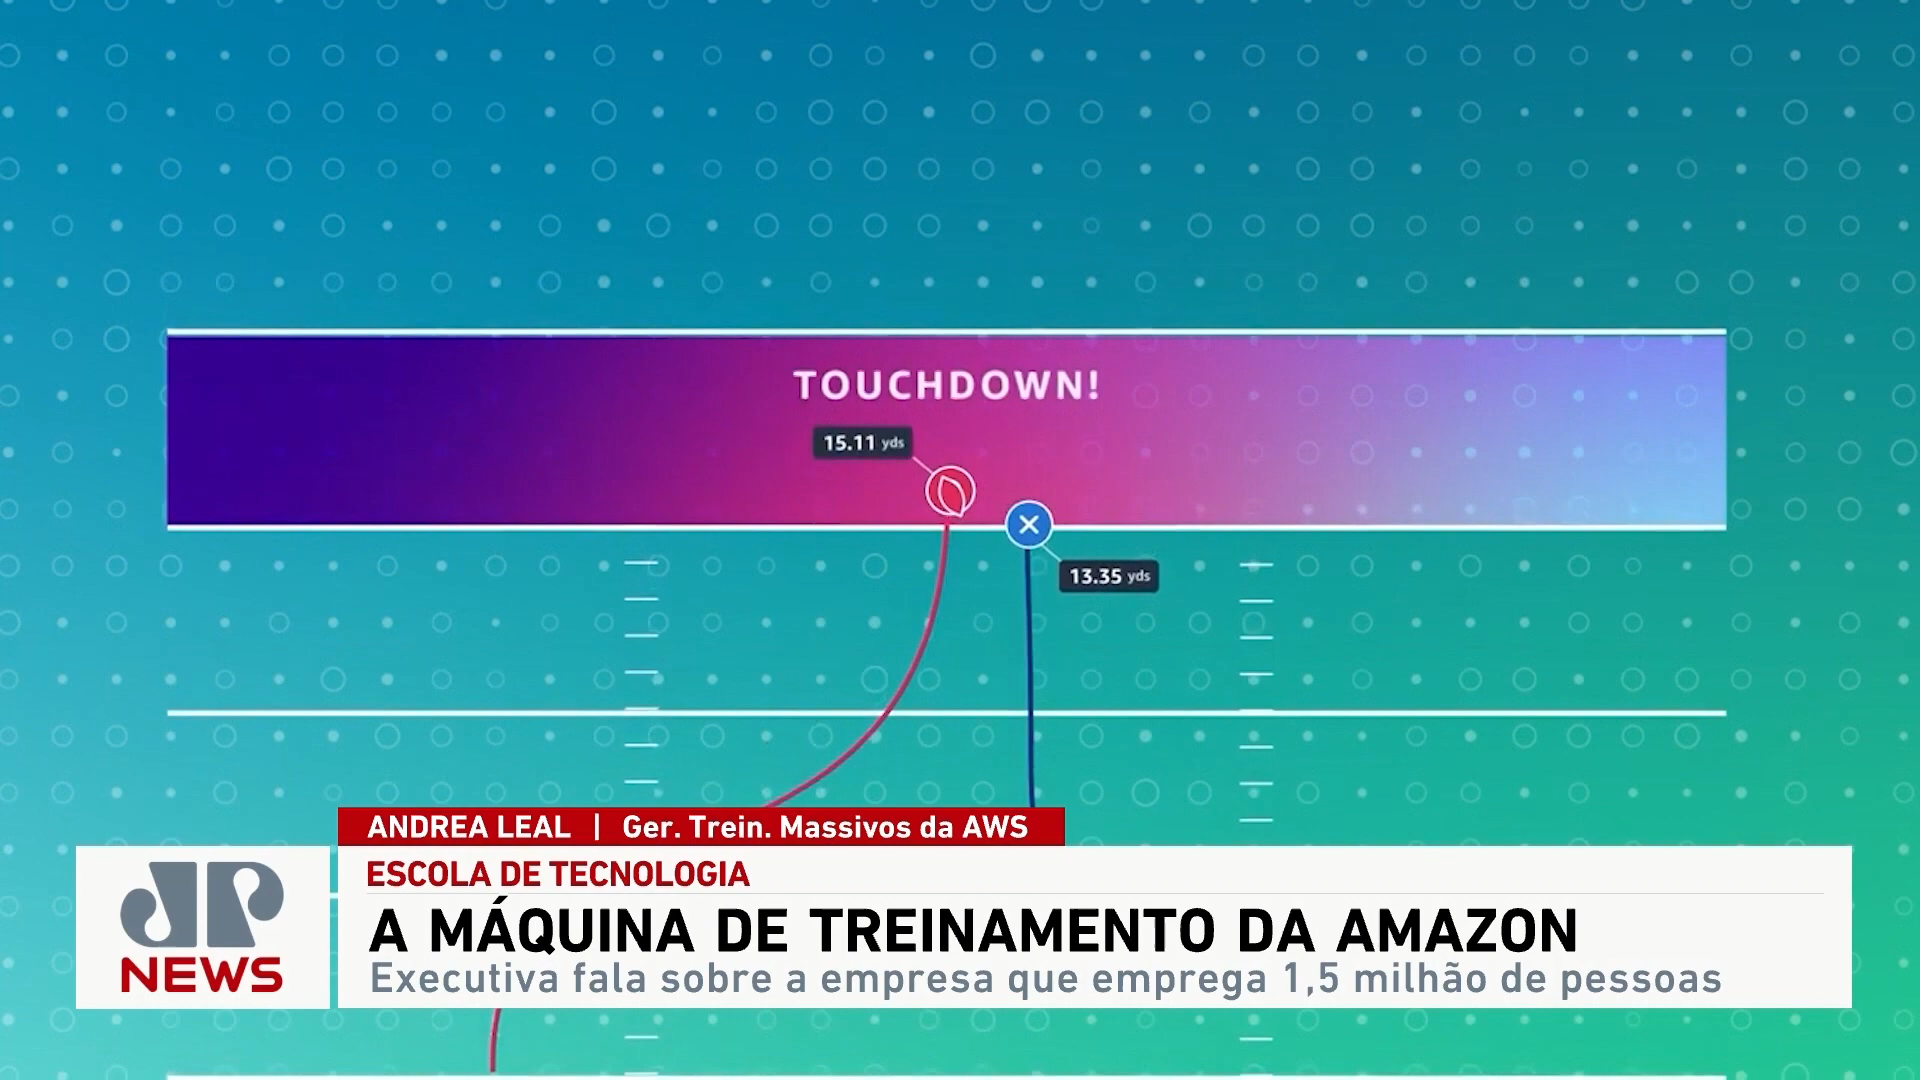 TOUCHDOWN!
15.11 yds
13.35 yds
ANDREA LEAL | Ger. Trein. Massivos da AWS
ESCOLA DE TECNOLOGIA
A MÁQUINA DE TREINAMENTO DA AMAZON
Executiva fala sobre a empresa que emprega 1,5 milhão de pessoas
JP
NEWS